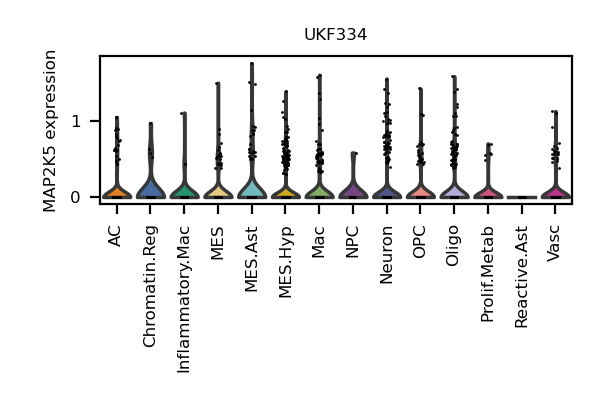 UKF334
MAP2K5 expression
1
0
AC
Chromatin.Reg
Inflammatory.Mac
MES
MES.Ast
MES.Hyp
Mac
NPC
Neuron
OPC
Oligo
Prolif.Metab
Reactive.Ast
Vasc